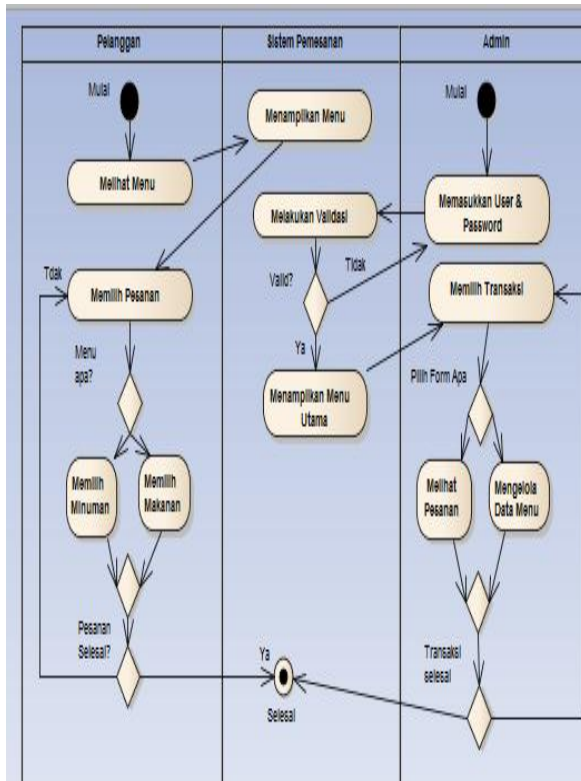 Pelanggan
Sistem Pemesanan
Admin
Mulai
Melihat Menu
Menampilkan Menu
Mulai
Memasukkan User &
Password
Melakukan Validasi
Tidak
Valid?
Ya
Menampilkan Menu
Utama
Tdak
Memilih Pesanan
Menu
apa?
Memilih
Minuman
Memilih
Makanan
Pesanan
Selesai?
Ya
Selesai
Memilih Transaksi
Pilih Form Apa
Melihat
Pesanan
Mengelola
Data Menu
Transaksi
selesai